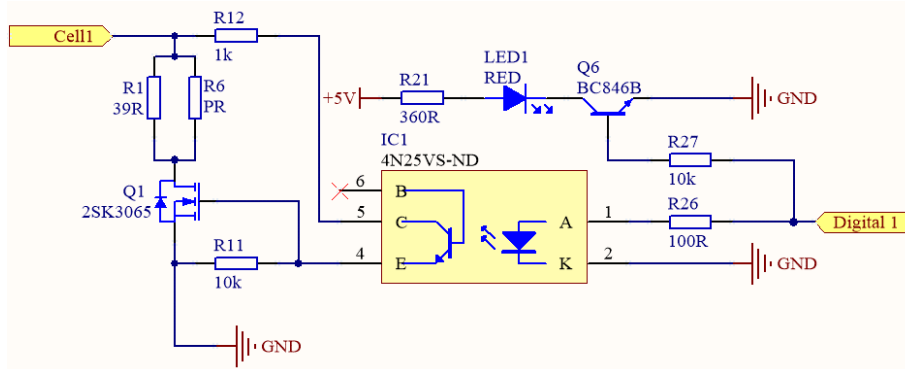 Cell1
R12
1k
R1
39R
R6
PR
Q1
2SK3065
R11
10k
GND
+5V
R21
360R
LED1
RED
Q6
BC846B
GND
IC1
4N25VS-ND
6
B
5
C
4
E
A
1
K
2
R27
10k
R26
100R
Digital 1
GND